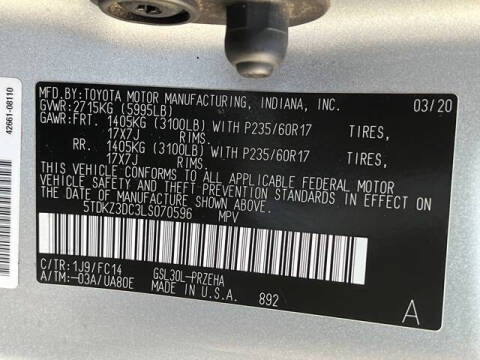 42661-08110
MFD.BY:TOYOTA MOTOR MANUFACTURING, INDIANA, INC. 03/20
GVWR:2715KG (5995LB)
GAWR:FRT. 1405KG (3100LB) WITH P235/60R17 TIRES,
17X7J RIMS.
RR. 1405KG (3100LB) WITH P235/60R17 TIRES,
17X7J RIMS.
THIS VEHICLE CONFORMS TO ALL APPLICABLE FEDERAL MOTOR
VEHICLE SAFETY AND THEFT PREVENTION STANDARDS IN EFFECT ON
THE DATE OF MANUFACTURE SHOWN ABOVE.
5TDKZ3DC3LS070596 MPV
C/TR:1J9/FC14 GSL30L-PRZEHA
A/TM:-03A/UA80E MADE IN U.S.A. 892 A